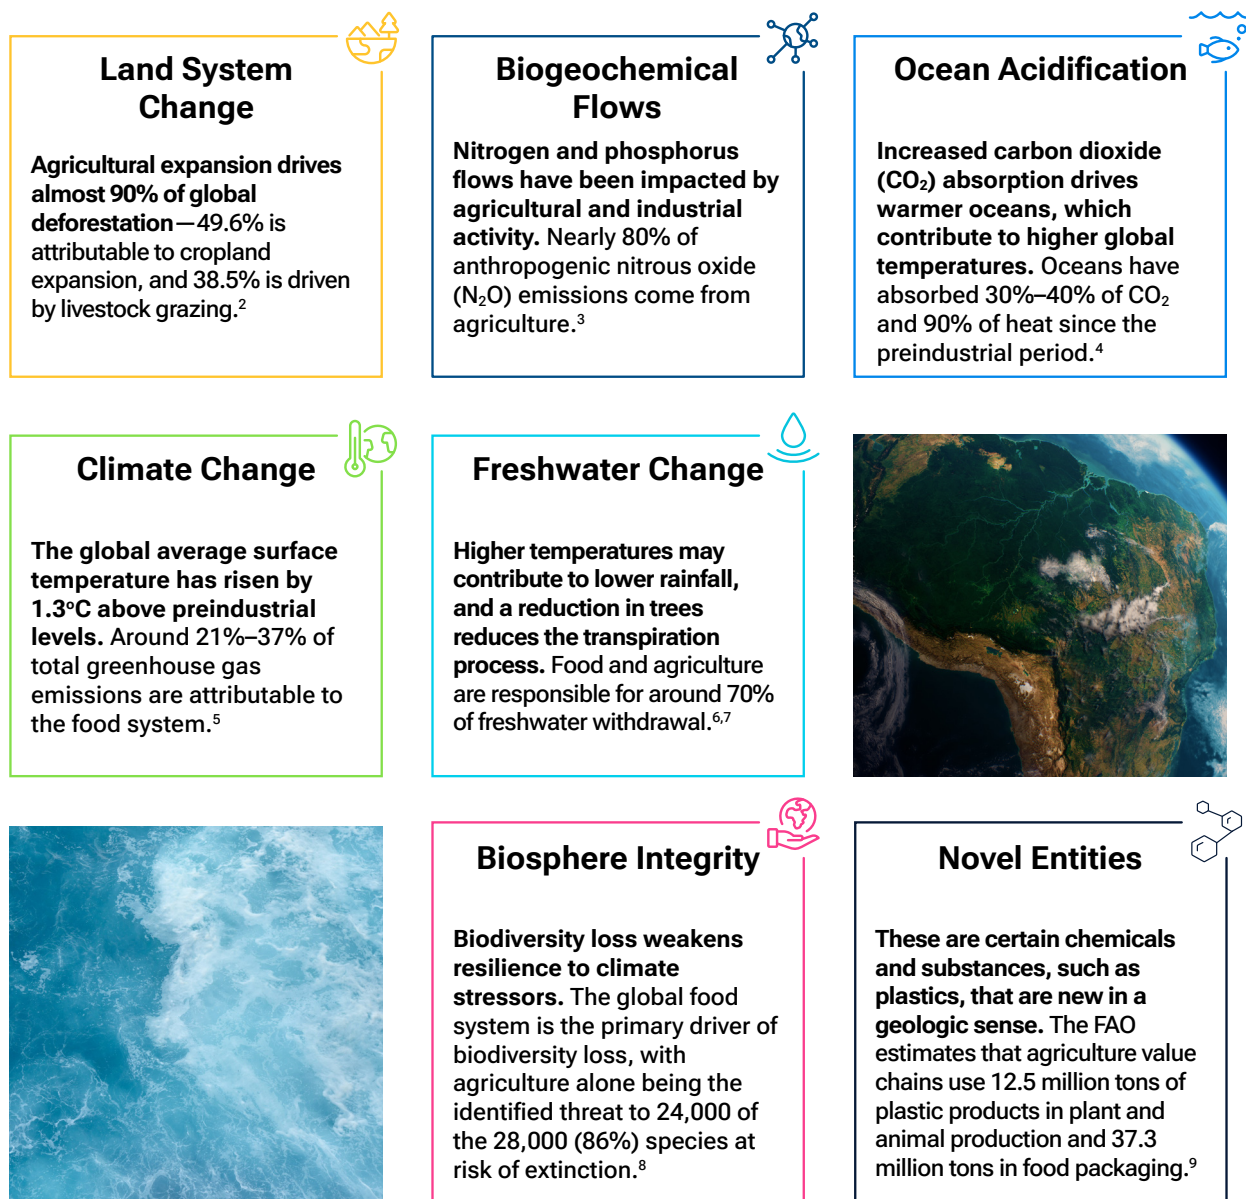 Land System
Change
Agricultural expansion drives
almost 90% of global
deforestation—49.6% is
attributable to cropland
expansion, and 38.5% is driven
by livestock grazing.²
Biogeochemical
Flows
Nitrogen and phosphorus
flows have been impacted by
agricultural and industrial
activity. Nearly 80% of
anthropogenic nitrous oxide
(N₂O) emissions come from
agriculture.³
Ocean Acidification
Increased carbon dioxide
(CO₂) absorption drives
warmer oceans, which
contribute to higher global
temperatures. Oceans have
absorbed 30%–40% of CO₂
and 90% of heat since the
preindustrial period.⁴
Climate Change
The global average surface
temperature has risen by
1.3ºC above preindustrial
levels. Around 21%–37% of
total greenhouse gas
emissions are attributable to
the food system.⁵
Freshwater Change
Higher temperatures may
contribute to lower rainfall,
and a reduction in trees
reduces the transpiration
process. Food and agriculture
are responsible for around 70%
of freshwater withdrawal.⁶,⁷
Biosphere Integrity
Biodiversity loss weakens
resilience to climate
stressors. The global food
system is the primary driver of
biodiversity loss, with
agriculture alone being the
identified threat to 24,000 of
the 28,000 (86%) species at
risk of extinction.⁸
Novel Entities
These are certain chemicals
and substances, such as
plastics, that are new in a
geologic sense. The FAO
estimates that agriculture value
chains use 12.5 million tons of
plastic products in plant and
animal production and 37.3
million tons in food packaging.⁹